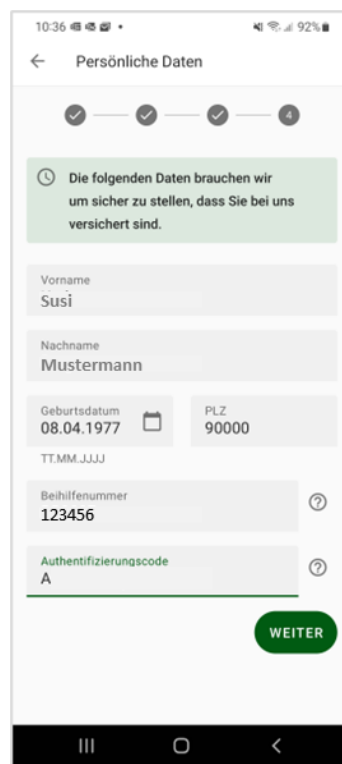 10:36
92%
Persönliche Daten
4
Die folgenden Daten brauchen wir
um sicher zu stellen, dass Sie bei uns
versichert sind.
Vorname
Susi
Nachname
Mustermann
Geburtsdatum
08.04.1977
PLZ
90000
TT.MM.JJJJ
Beihilfenummer
123456
Authentifizierungscode
A
WEITER